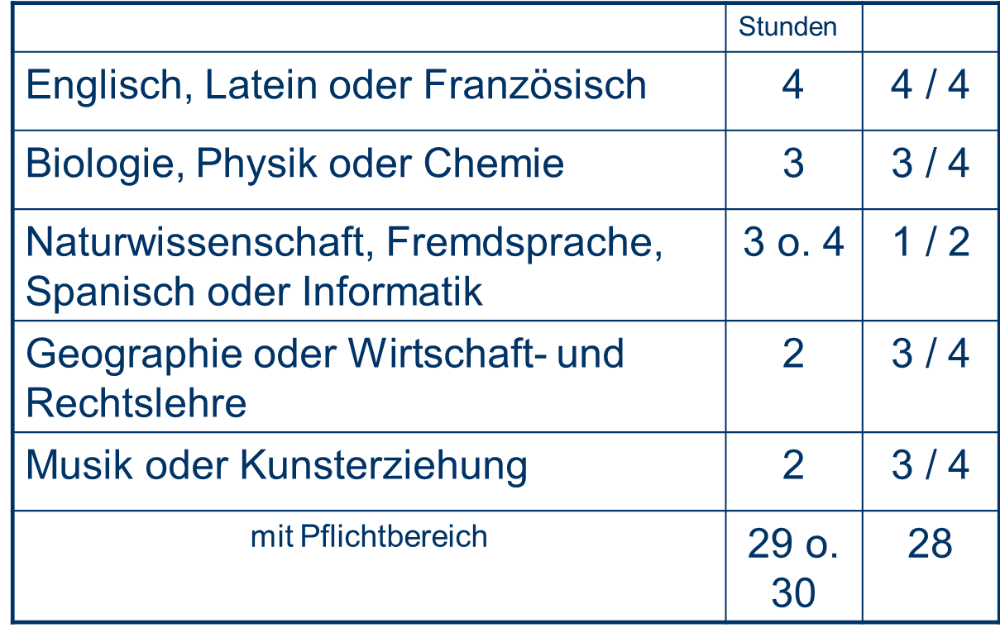 Stunden
Englisch, Latein oder Französisch 4 4 / 4
Biologie, Physik oder Chemie 3 3 / 4
Naturwissenschaft, Fremdsprache, 3 o. 4 1 / 2
Spanisch oder Informatik
Geographie oder Wirtschaft- und 2 3 / 4
Rechtslehre
Musik oder Kunsterziehung 2 3 / 4
mit Pflichtbereich 29 o. 28
30